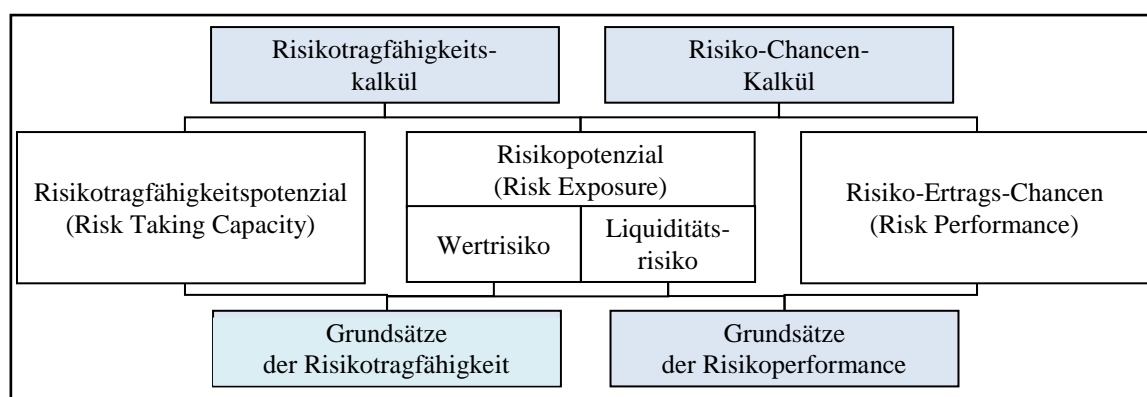 Risikotragfähigkeits-
kalkül
Risiko-Chancen-
Kalkül
Risikotragfähigkeitspotenzial
(Risk Taking Capacity)
Risikopotenzial
(Risk Exposure)
Wertrisiko
Liquiditäts-
risiko
Risiko-Ertrags-Chancen
(Risk Performance)
Grundsätze
der Risikotragfähigkeit
Grundsätze
der Risikoperformance